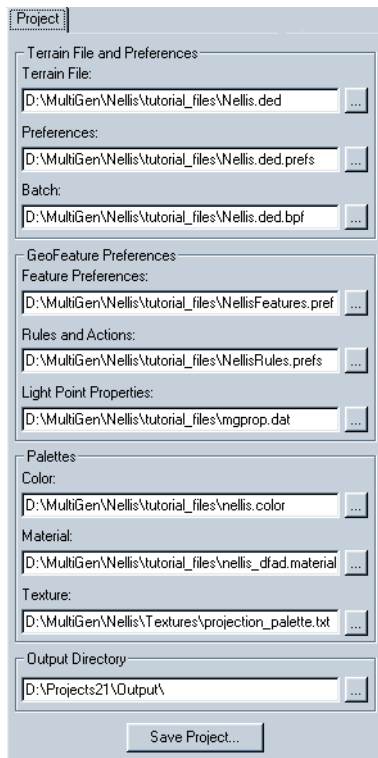 Project
Terrain File and Preferences
Terrain File:
D:\MultiGen\Nellis\tutorial_files\Nellis.ded
...
Preferences:
D:\MultiGen\Nellis\tutorial_files\Nellis.ded.prefs
...
Batch:
D:\MultiGen\Nellis\tutorial_files\Nellis.ded.bpf
...
GeoFeature Preferences
Feature Preferences:
D:\MultiGen\Nellis\tutorial_files\NellisFeatures.pref
...
Rules and Actions:
D:\MultiGen\Nellis\tutorial_files\NellisRules.prefs
...
Light Point Properties:
D:\MultiGen\Nellis\tutorial_files\mgprop.dat
...
Palettes
Color:
D:\MultiGen\Nellis\tutorial_files\nellis.color
...
Material:
D:\MultiGen\Nellis\tutorial_files\nellis_dfad.material
...
Texture:
D:\MultiGen\Nellis\Textures\projection_palette.txt
...
Output Directory
D:\Projects21\Output\
...
Save Project...